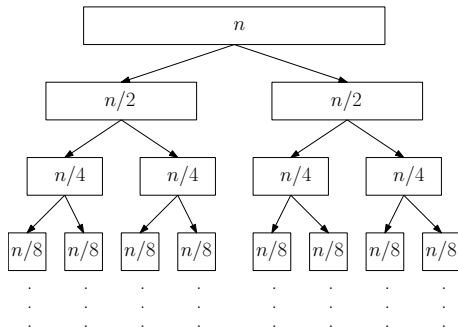 n
n/2 n/2
n/4 n/4 n/4 n/4
n/8 n/8 n/8 n/8 n/8 n/8 n/8 n/8
. . . . . . . .
. . . . . . . .
. . . . . . . .